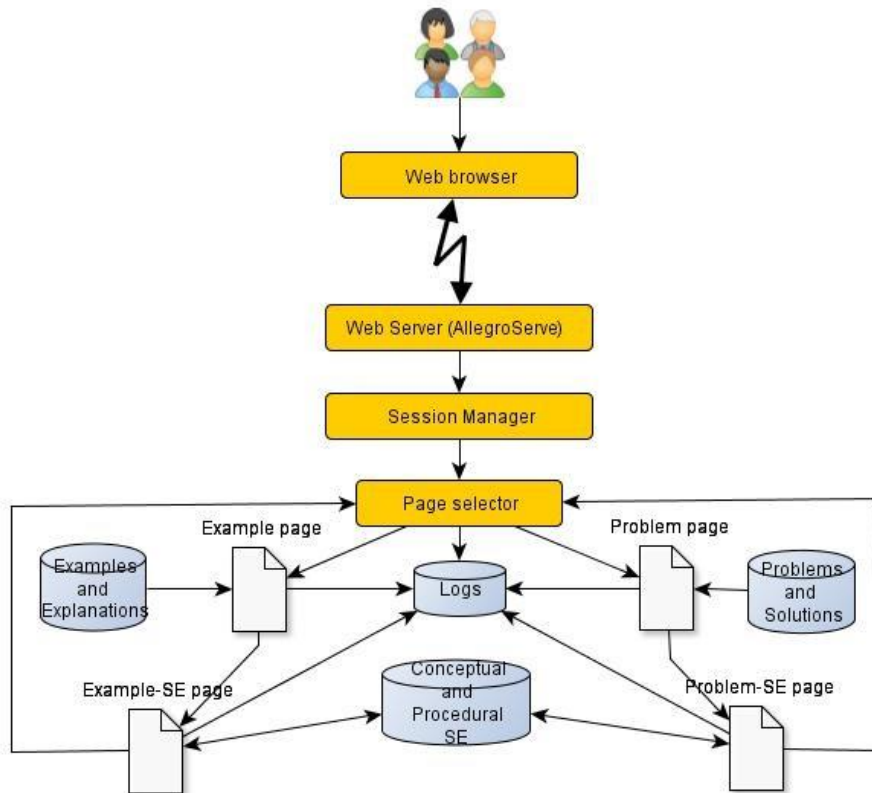 Web browser
Web Server (AllegroServe)
Session Manager
Page selector
Example page
Problem page
Examples
and
Explanations
Logs
Problems
and
Solutions
Example-SE page
Conceptual
and
Procedural
SE
Problem-SE page